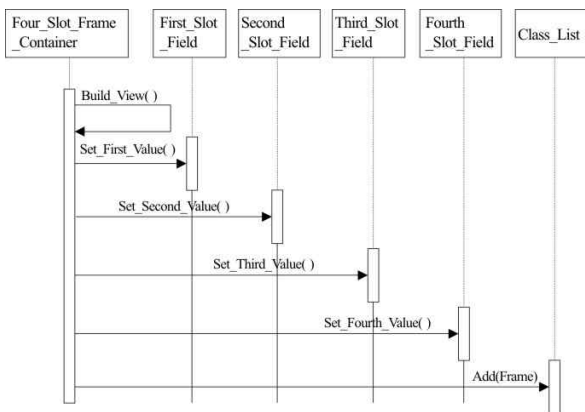 Four_Slot_Frame
_Container
First_Slot
_Field
Second
_Slot_Field
Third_Slot
_Field
Fourth
_Slot_Field
Class_List
Build_View( )
Set_First_Value( )
Set_Second_Value( )
Set_Third_Value( )
Set_Fourth_Value( )
Add(Frame)